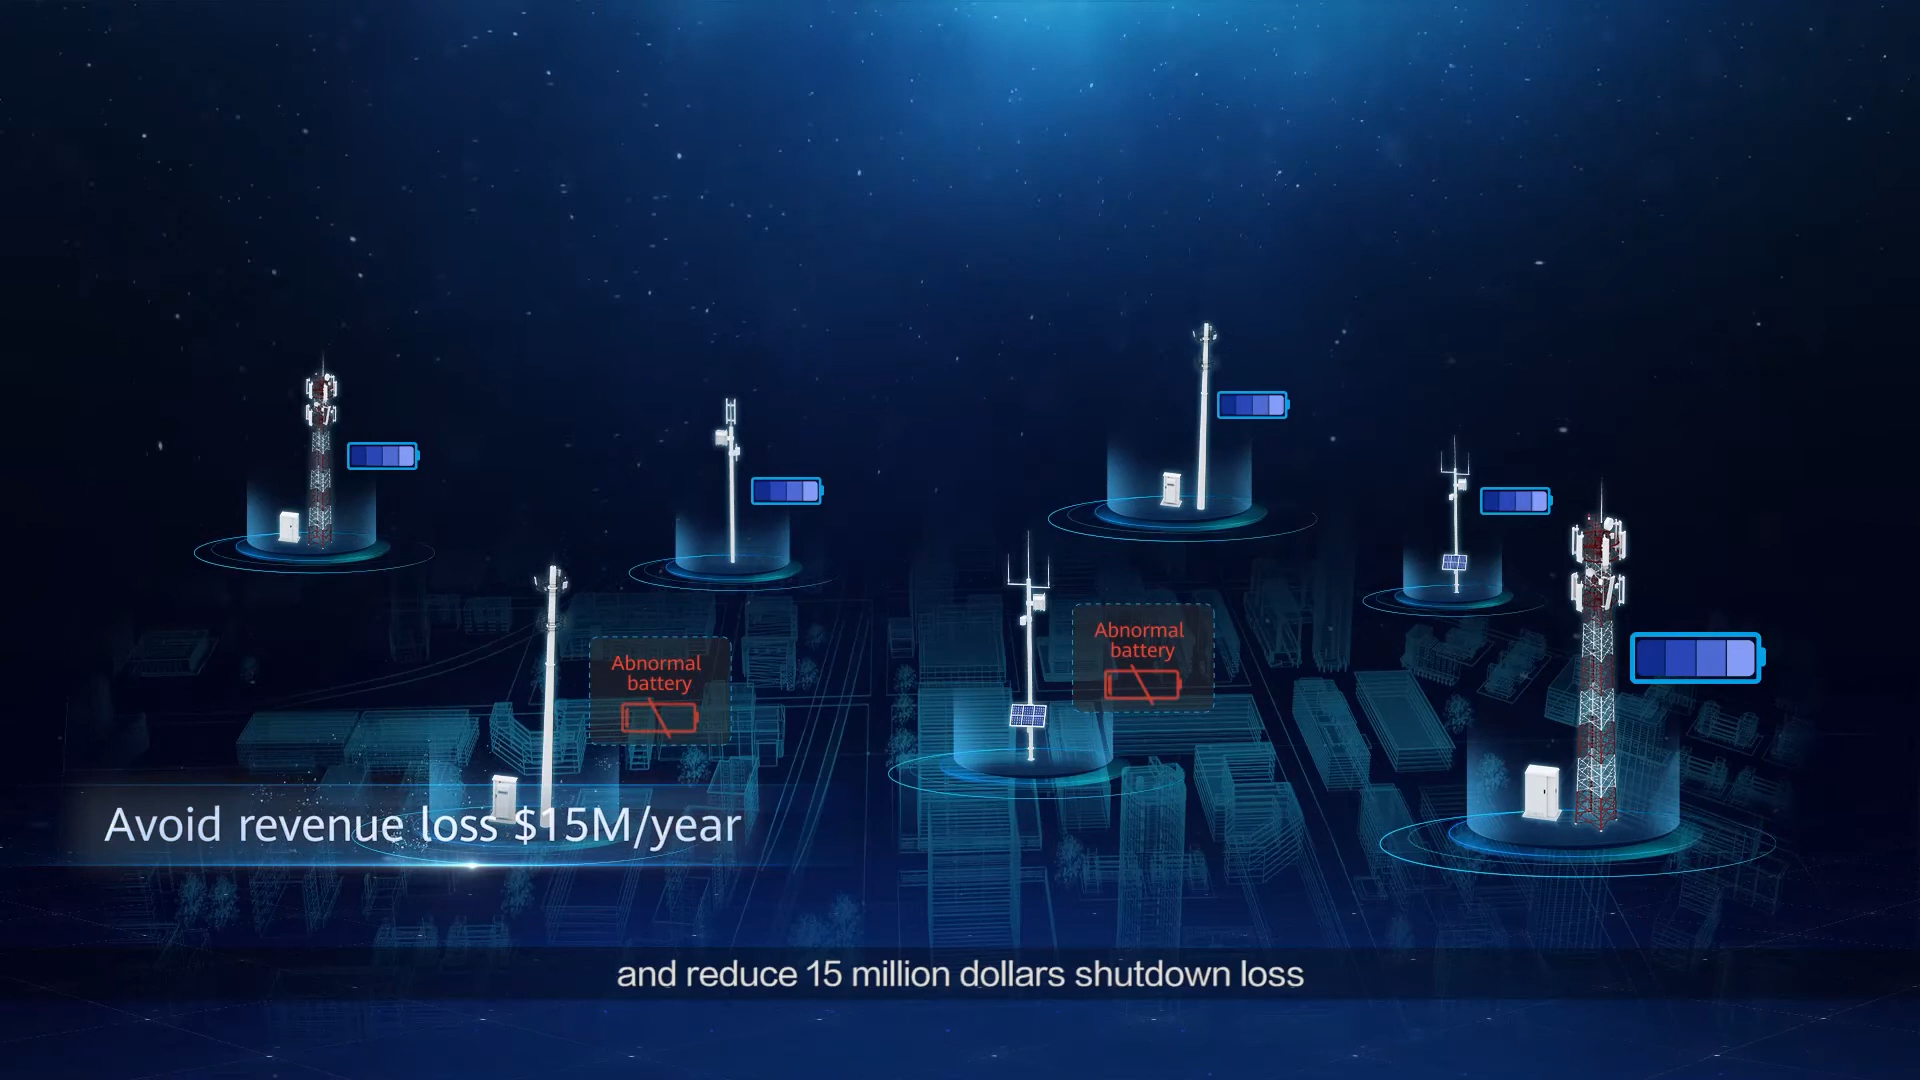 Abnormal
battery
Abnormal
battery
Avoid revenue loss $15M/year
and reduce 15 million dollars shutdown loss